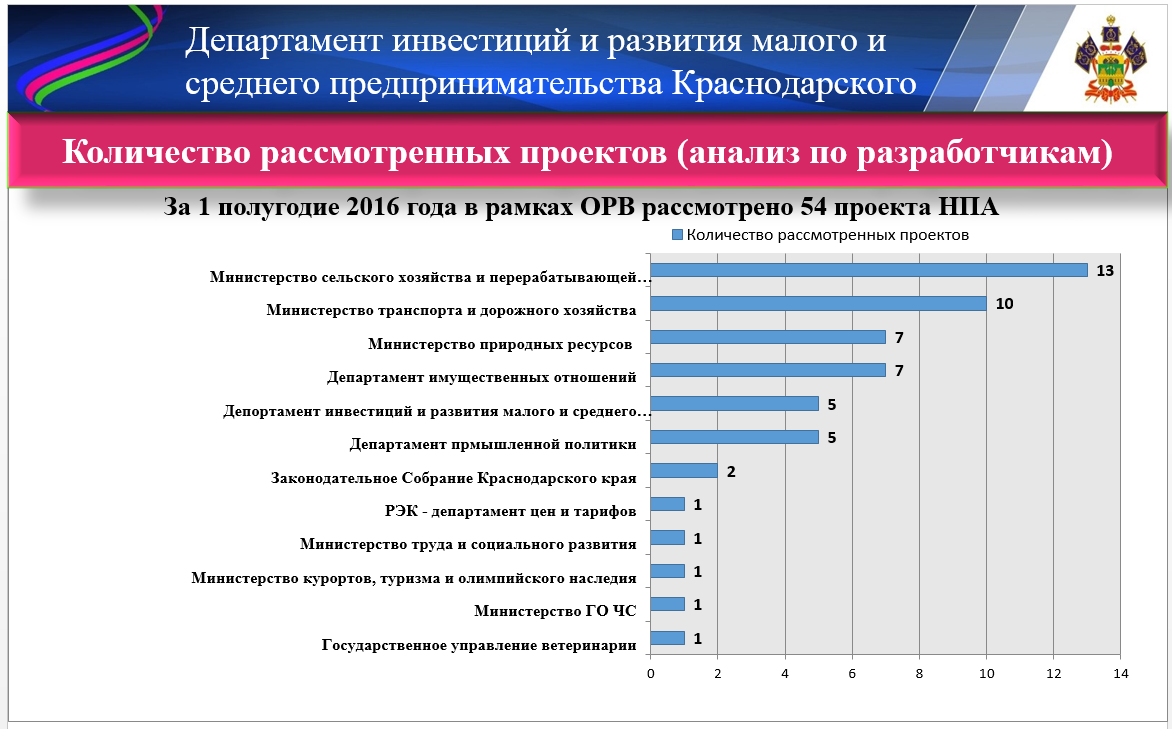 Департамент инвестиций и развития малого и
среднего предпринимательства Краснодарского
Количество рассмотренных проектов (анализ по разработчикам)
За 1 полугодие 2016 года в рамках ОРВ рассмотрено 54 проекта НПА
Количество рассмотренных проектов
Министерство сельского хозяйства и перерабатывающей… 13
Министерство транспорта и дорожного хозяйства 10
Министерство природных ресурсов 7
Департамент имущественных отношений 7
Депортамент инвестиций и развития малого и среднего… 5
Департамент прмышленной политики 5
Законодательное Собрание Краснодарского края 2
РЭК - департамент цен и тарифов 1
Министерство труда и социального развития 1
Министерство курортов, туризма и олимпийского наследия 1
Министерство ГО ЧС 1
Государственное управление ветеринарии 1
0 2 4 6 8 10 12 14